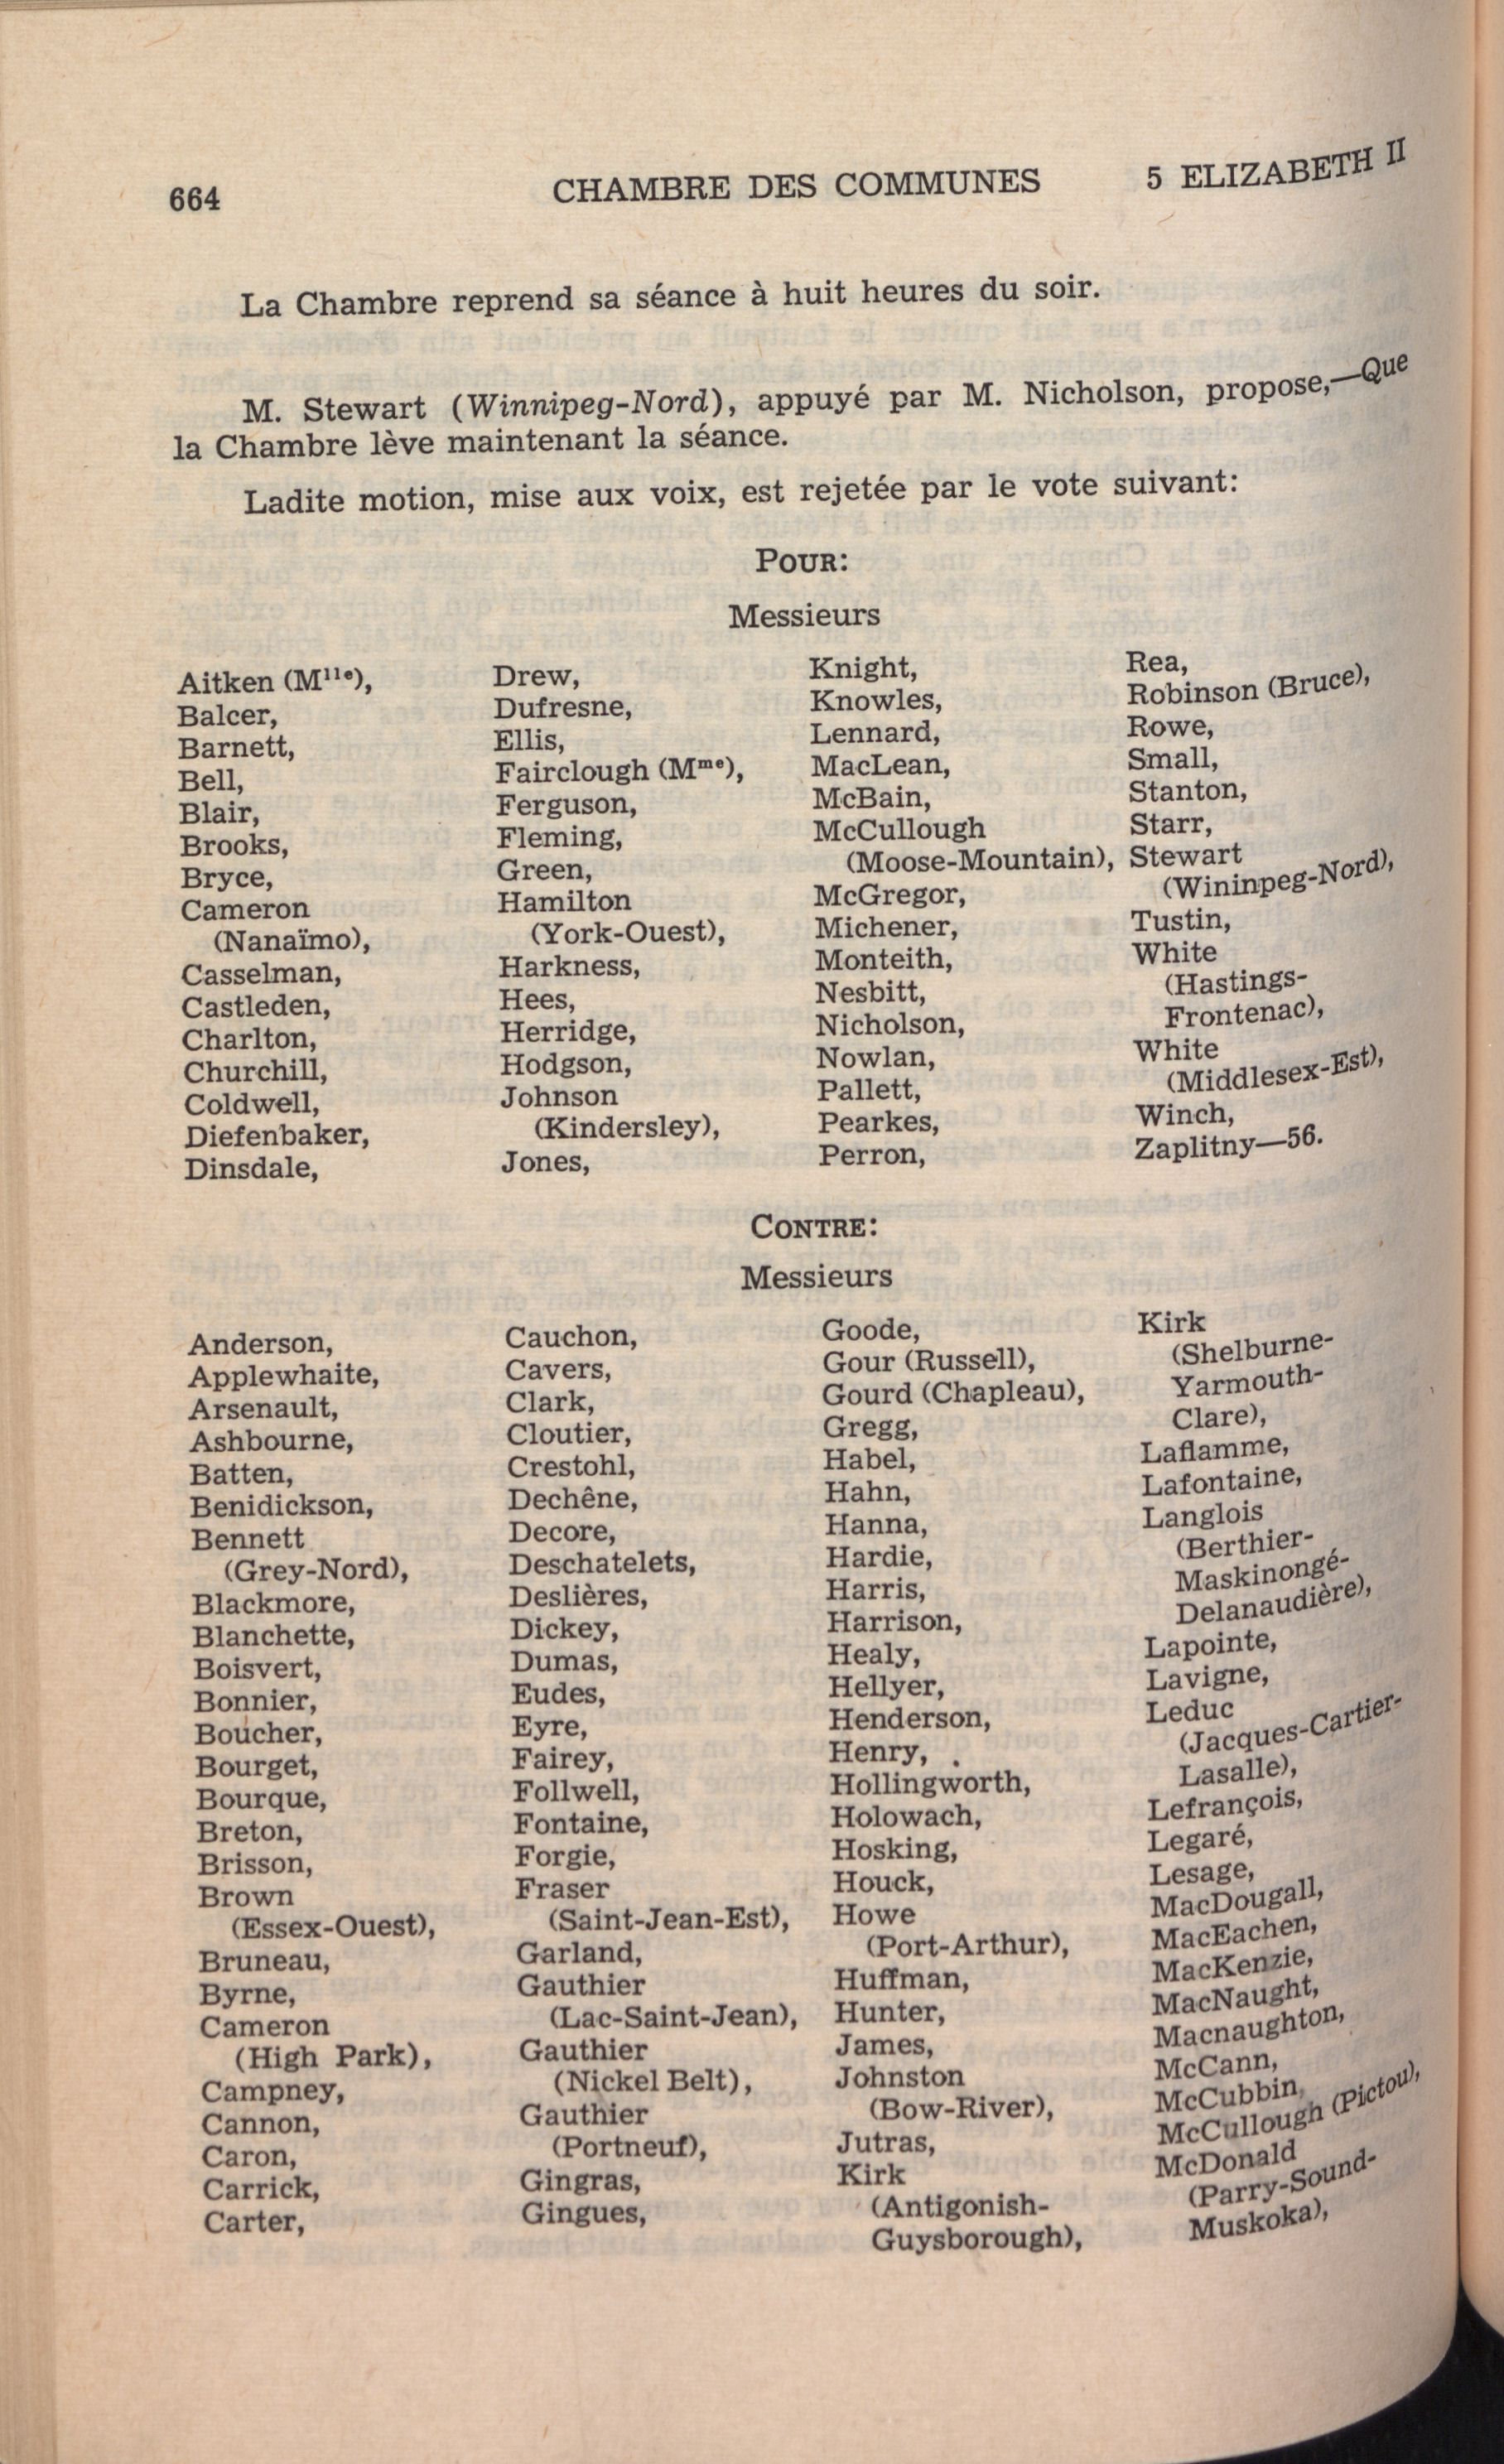 664
CHAMBRE DES COMMUNES
5 ELIZABETH II
La Chambre reprend sa séance à huit heures du soir.
M. Stewart (Winnipeg-Nord), appuyé par M. Nicholson, propose,—Que
la Chambre lève maintenant la séance.
Ladite motion, mise aux voix, est rejetée par le vote suivant:
POUR:
Messieurs
Aitken (Mlle),
Balcer,
Barnett,
Bell,
Blair,
Brooks,
Bryce,
Cameron
(Nanaïmo),
Casselman,
Castleden,
Charlton,
Churchill,
Coldwell,
Diefenbaker,
Dinsdale,
Drew,
Dufresne,
Ellis,
Fairclough (Mme),
Ferguson,
Fleming,
Green,
Hamilton
(York-Ouest),
Harkness,
Hees,
Herridge,
Hodgson,
Johnson
(Kindersley),
Jones,
Knight,
Knowles,
Lennard,
MacLean,
McBain,
McCullough
(Moose-Mountain),
McGregor,
Michener,
Monteith,
Nesbitt,
Nicholson,
Nowlan,
Pallett,
Pearkes,
Perron,
Rea,
Robinson (Bruce),
Rowe,
Small,
Stanton,
Starr,
Stewart
(Wininpeg-Nord),
Tustin,
White
(Hastings-
Frontenac),
White
(Middlesex-Est),
Winch,
Zaplitny—56.
CONTRE:
Messieurs
Anderson,
Applewhaite,
Arsenault,
Ashbourne,
Batten,
Benidickson,
Bennett
(Grey-Nord),
Blackmore,
Blanchette,
Boisvert,
Bonnier,
Boucher,
Bourget,
Bourque,
Breton,
Brisson,
Brown
(Essex-Ouest),
Bruneau,
Byrne,
Cameron
(High Park),
Campney,
Cannon,
Caron,
Carrick,
Carter,
Cauchon,
Cavers,
Clark,
Cloutier,
Crestohl,
Dechêne,
Decore,
Deschatelets,
Deslières,
Dickey,
Dumas,
Eudes,
Eyre,
Fairey,
Follwell,
Fontaine,
Forgie,
Fraser
(Saint-Jean-Est),
Garland,
Gauthier
(Lac-Saint-Jean),
Gauthier
(Nickel Belt),
Gauthier
(Portneuf),
Gingras,
Gingues,
Goode,
Gour (Russell),
Gourd (Chapleau),
Gregg,
Habel,
Hahn,
Hanna,
Hardie,
Harris,
Harrison,
Healy,
Hellyer,
Henderson,
Henry,
Hollingworth,
Holowach,
Hosking,
Houck,
Howe
(Port-Arthur),
Huffman,
Hunter,
James,
Johnston
(Bow-River),
Jutras,
Kirk
(Antigonish-
Guysborough),
Kirk
(Shelburne-
Yarmouth-
Clare),
Laflamme,
Lafontaine,
Langlois
(Berthier-
Maskinongé-
Delanaudière),
Lapointe,
Lavigne,
Leduc
(Jacques-Cartier-
Lasalle),
Lefrançois,
Legaré,
Lesage,
MacDougall,
MacEachen,
MacKenzie,
MacNaught,
Macnaughton,
McCann,
McCubbin,
McCullough (Pictou),
McDonald
(Parry-Sound-
Muskoka),